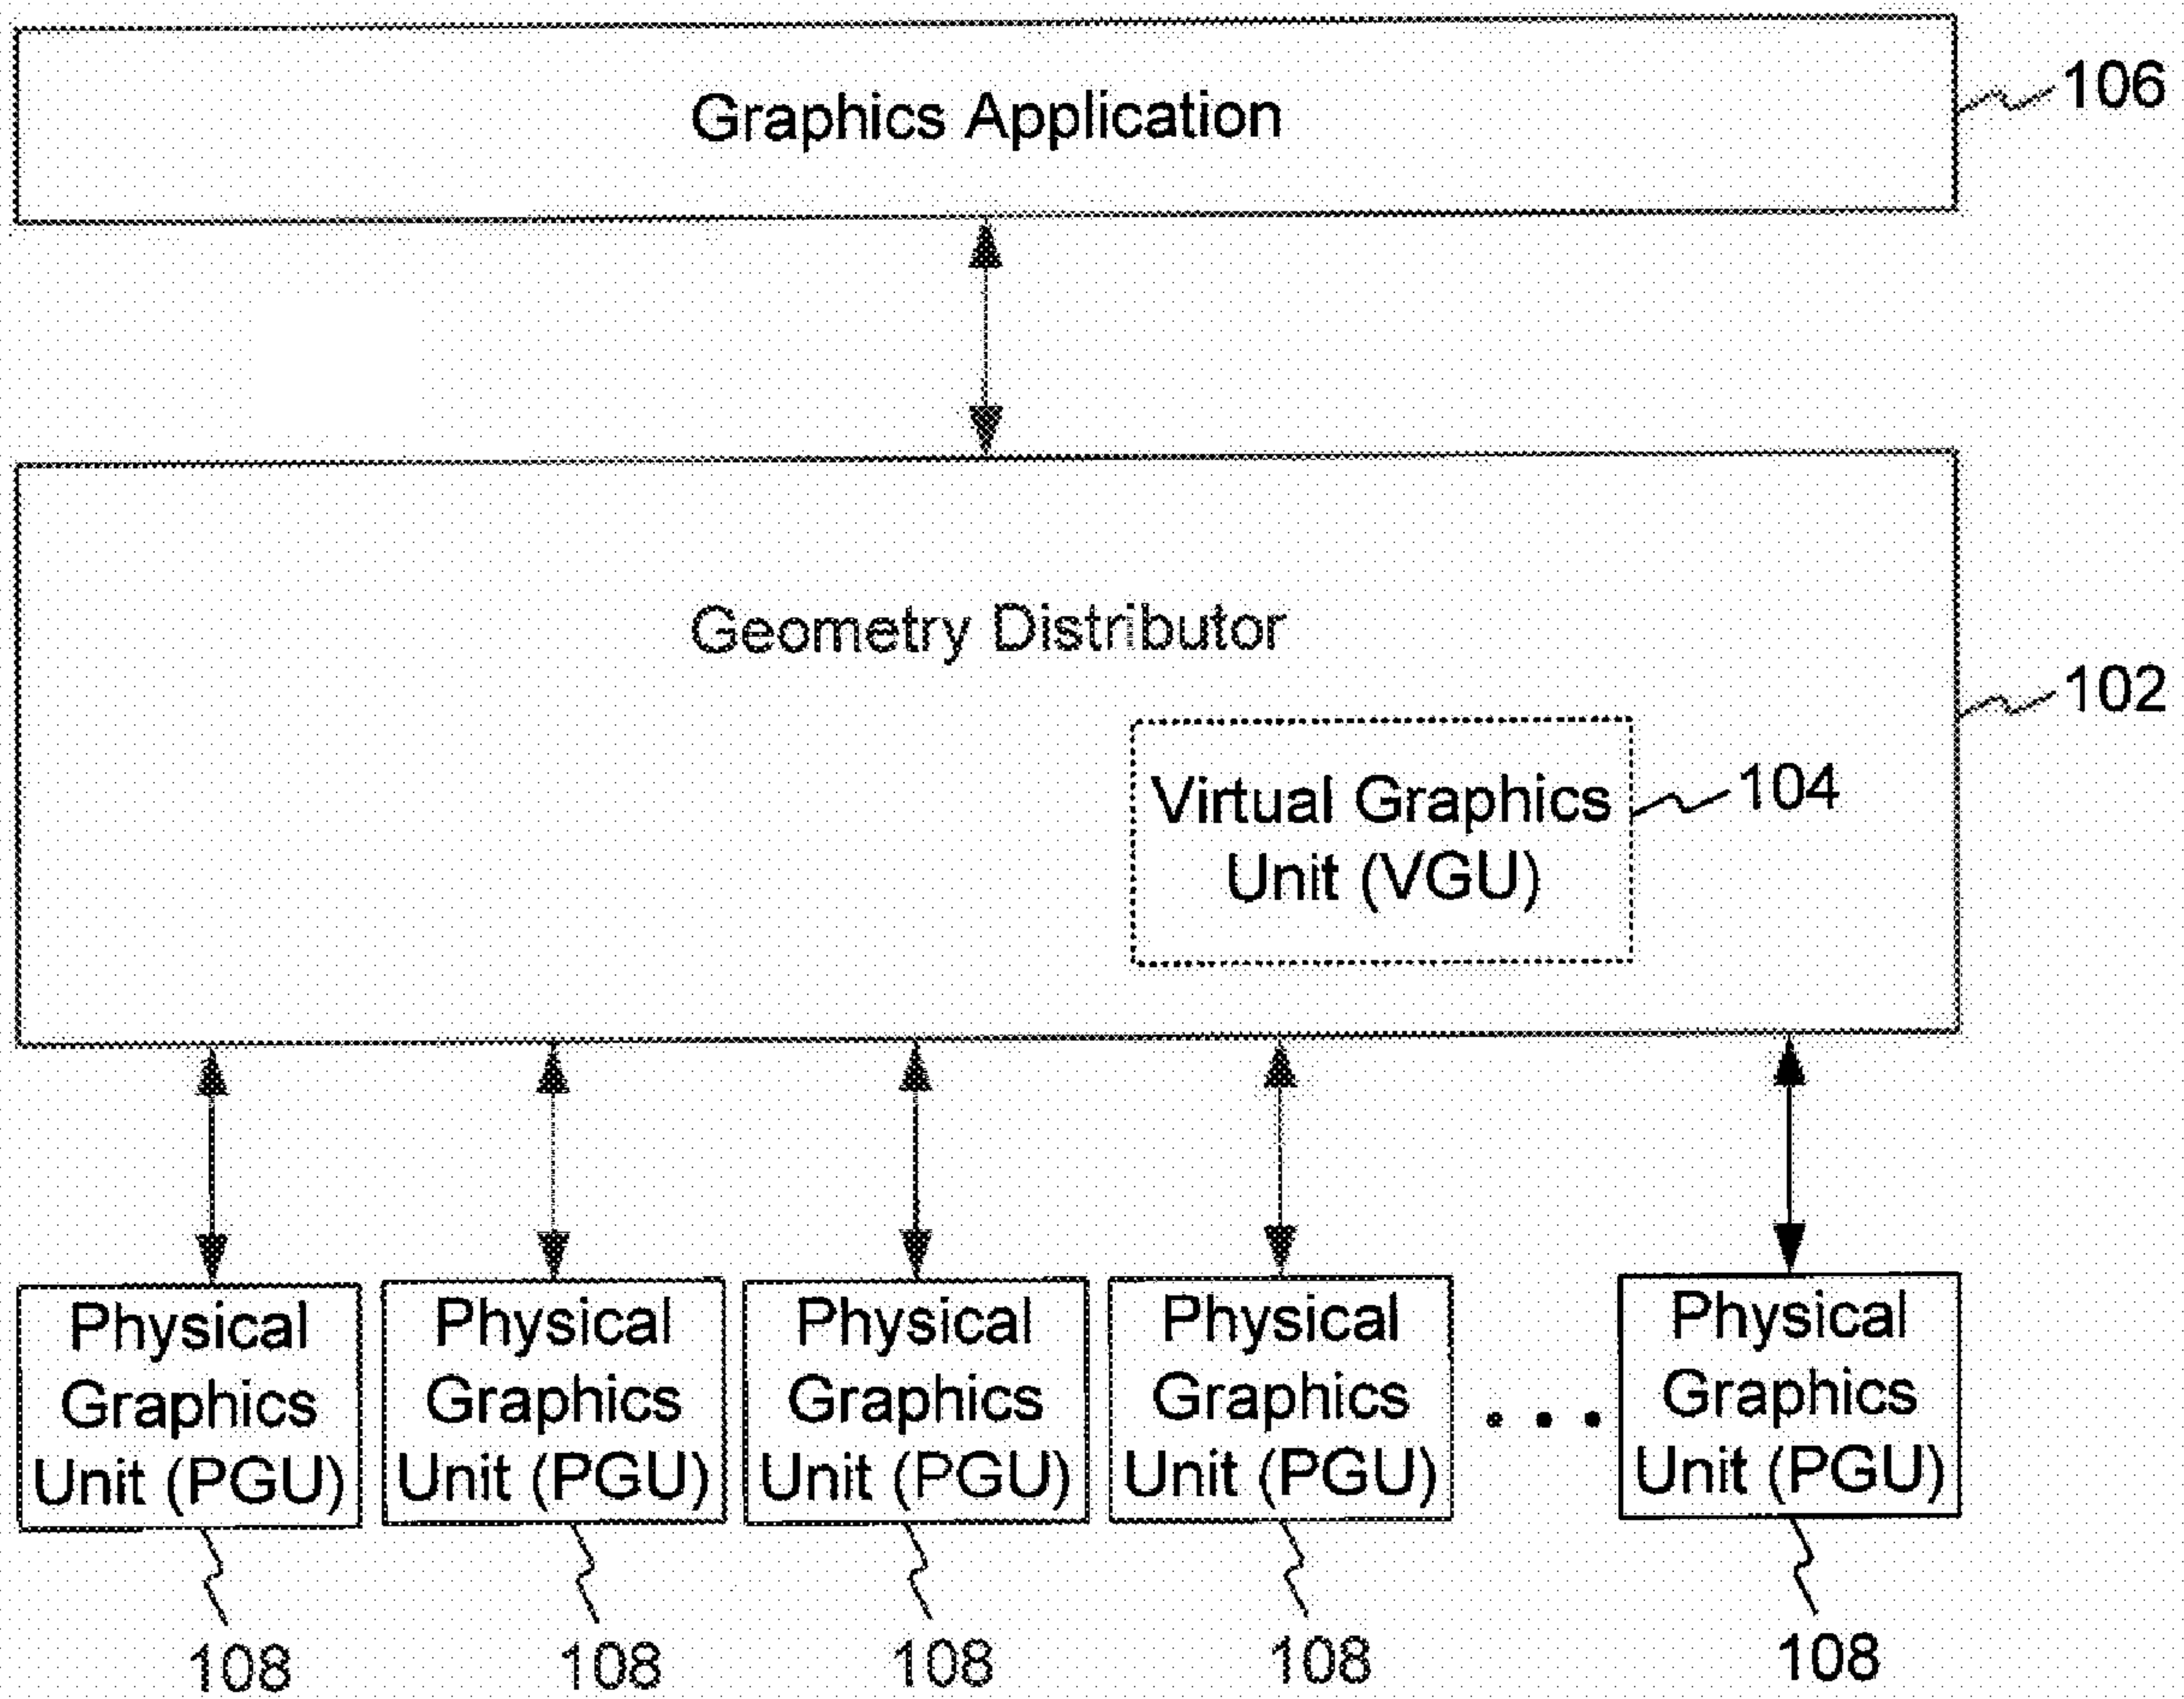 Graphics Application
106
Geometry Distributor
102
Virtual Graphics
Unit (VGU)
104
Physical
Graphics
Unit (PGU)
108
Physical
Graphics
Unit (PGU)
108
Physical
Graphics
Unit (PGU)
108
Physical
Graphics
Unit (PGU)
108
. . .
Physical
Graphics
Unit (PGU)
108